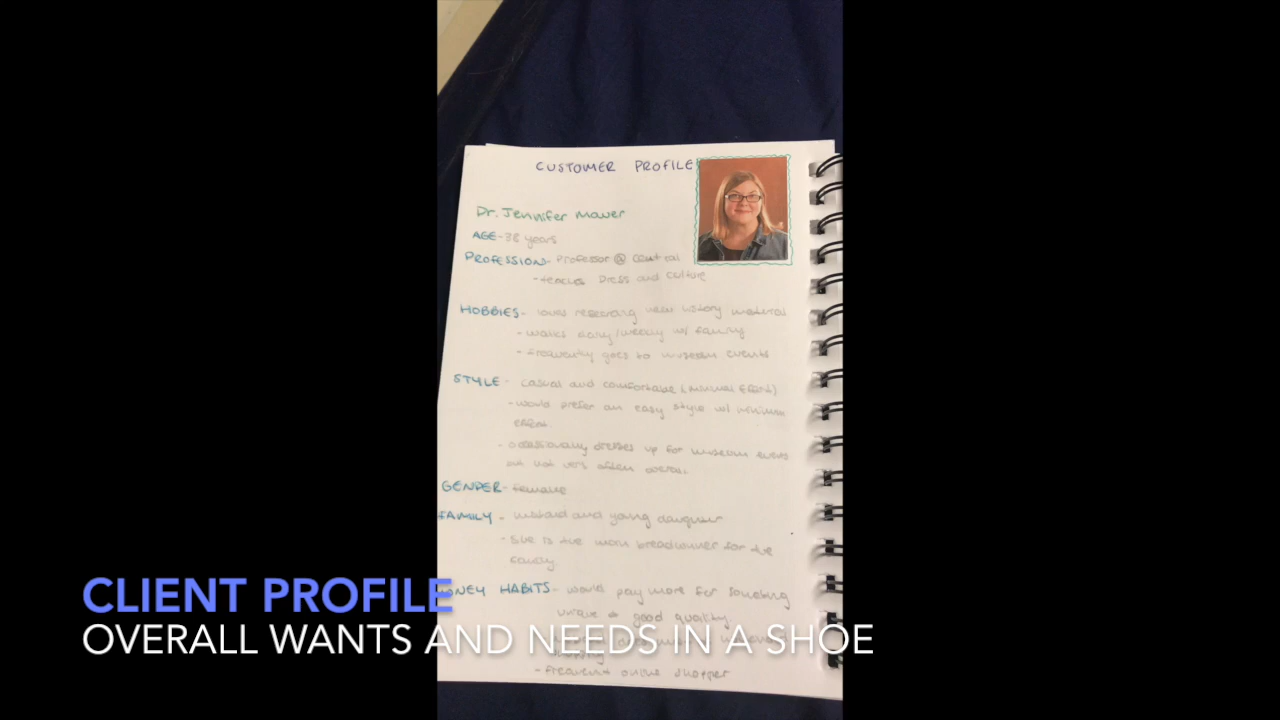 CUSTOMER PROFILE
Dr. Jennifer Mower
AGE - 38 years
PROFESSION - Professor @ Central
- teaches Dress and Culture
HOBBIES - loves researching new history material
- walks daily/weekly w/ family
- frequently goes to museum events
STYLE - casual and comfortable (minimal effort)
- would prefer an easy style w/ minimum
effort.
- occasionally dresses up for museum events
but not very often overall
GENDER - female
FAMILY - husband and young daughter
- She is the main breadwinner for the
family.
MONEY HABITS - would pay more for something
unique & good quality
- frequent online shopper
CLIENT PROFILE
OVERALL WANTS AND NEEDS IN A SHOE